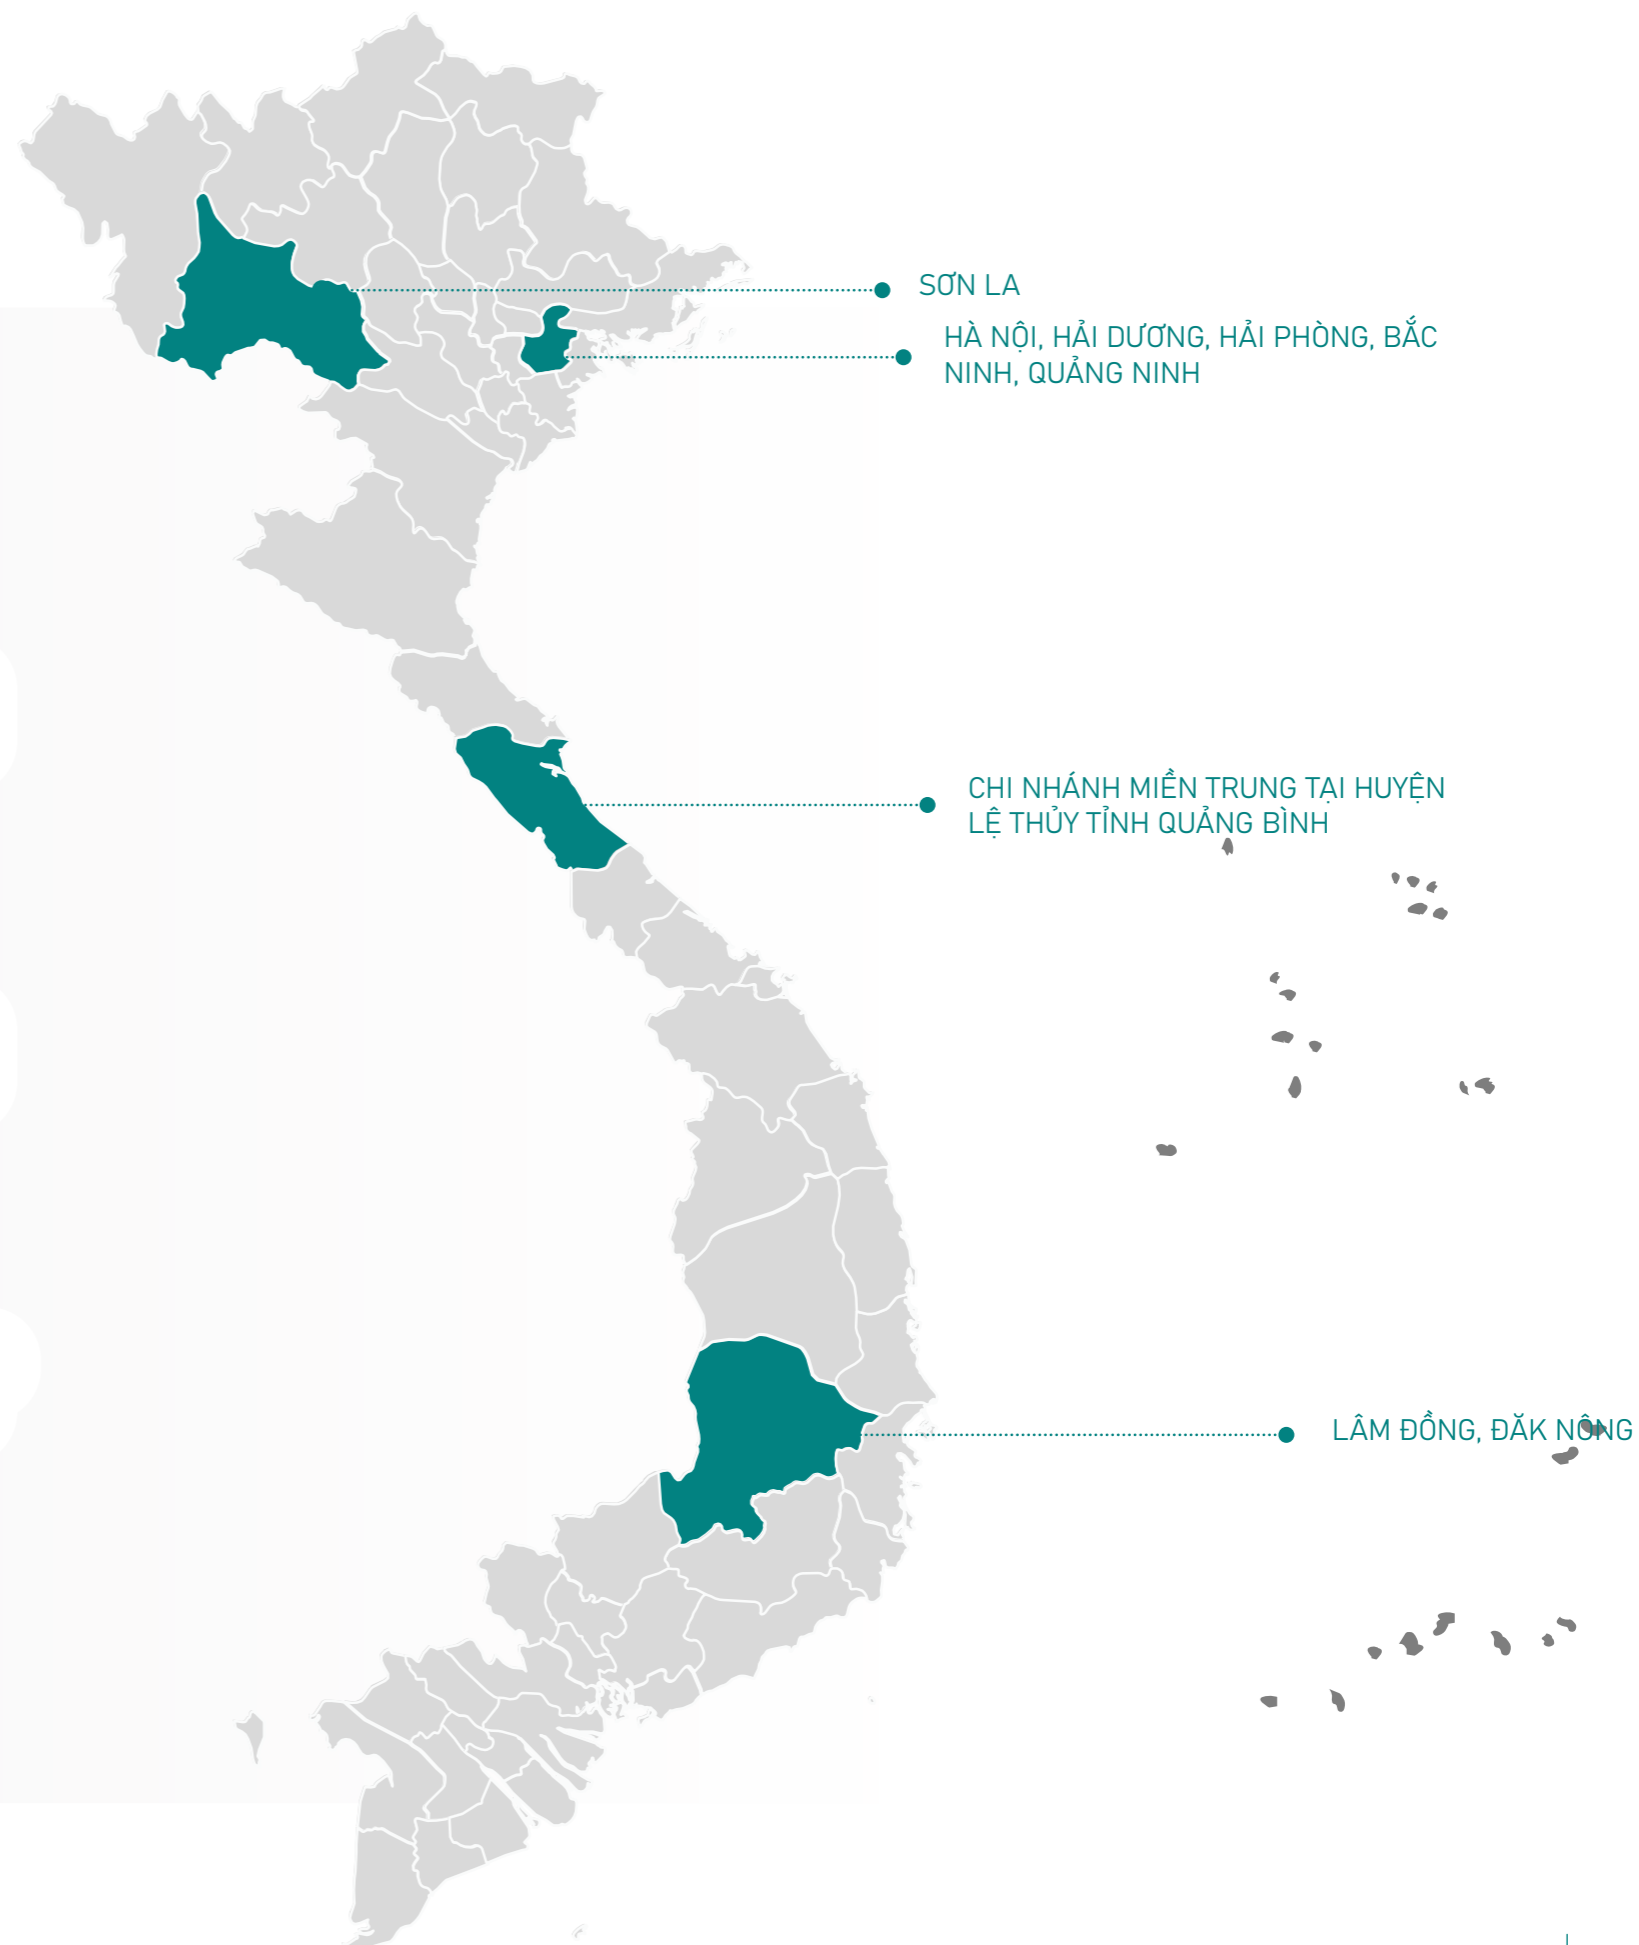 SƠN LA
HÀ NỘI, HẢI DƯƠNG, HẢI PHÒNG, BẮC
NINH, QUẢNG NINH
CHI NHÁNH MIỀN TRUNG TẠI HUYỆN
LỆ THỦY TỈNH QUẢNG BÌNH
LÂM ĐỒNG, ĐĂK NÔNG